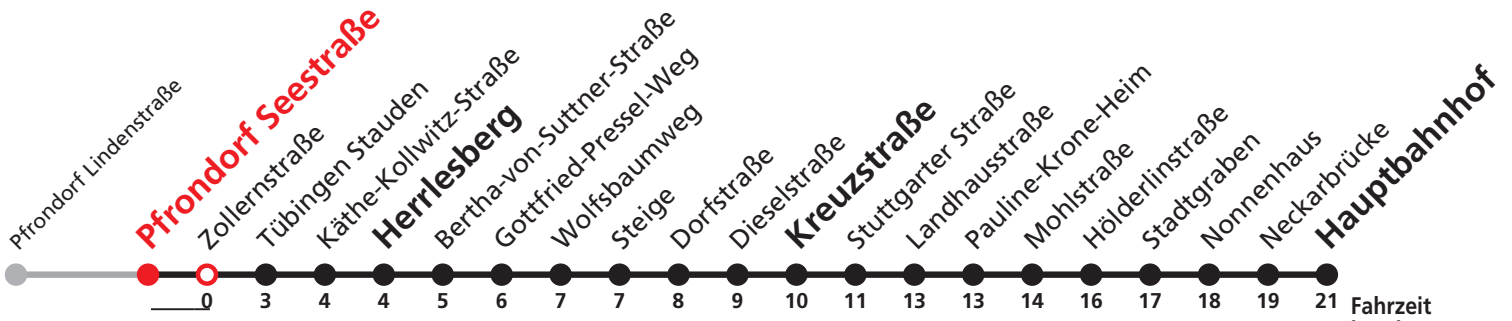 Pfrondorf Lindenstraße
Pfrondorf Seestraße
Zollernstraße
Tübingen Stauden
Käthe-Kollwitz-Straße
Herrlesberg
Bertha-von-Suttner-Straße
Gottfried-Pressel-Weg
Wolfsbaumweg
Steige
Dorfstraße
Dieselstraße
Kreuzstraße
Stuttgarter Straße
Landhausstraße
Pauline-Krone-Heim
Mohlstraße
Hölderlinstraße
Stadtgraben
Nonnenhaus
Neckarbrücke
Hauptbahnhof
0 3 4 4 5 6 7 7 8 9 10 11 13 13 14 16 17 18 19 21 Fahrzeit